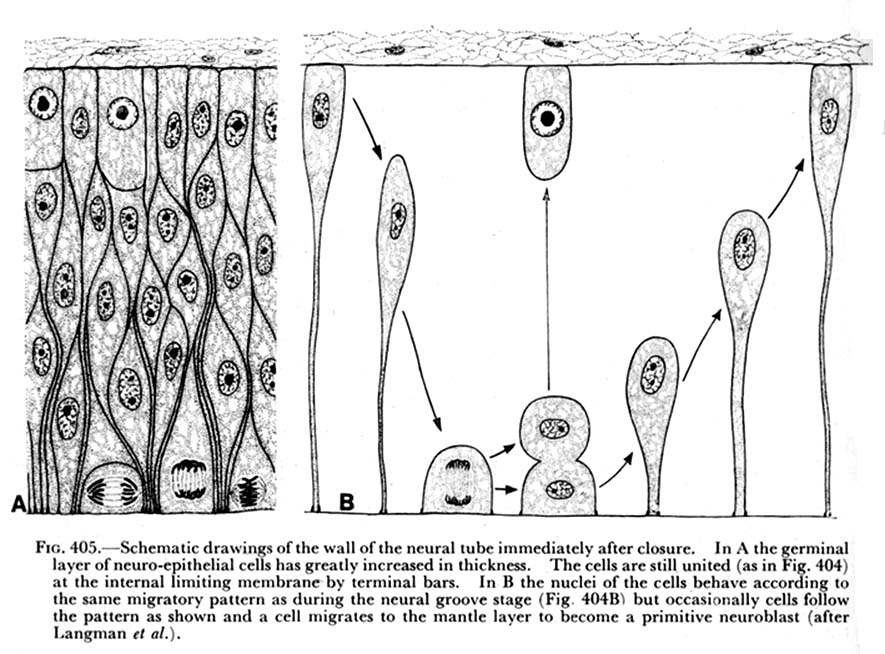 A
B
FIG. 405.—Schematic drawings of the wall of the neural tube immediately after closure. In A the germinal
layer of neuro-epithelial cells has greatly increased in thickness. The cells are still united (as in Fig. 404)
at the internal limiting membrane by terminal bars. In B the nuclei of the cells behave according to
the same migratory pattern as during the neural groove stage (Fig. 404B) but occasionally cells follow
the pattern as shown and a cell migrates to the mantle layer to become a primitive neuroblast (after
Langman et al.).